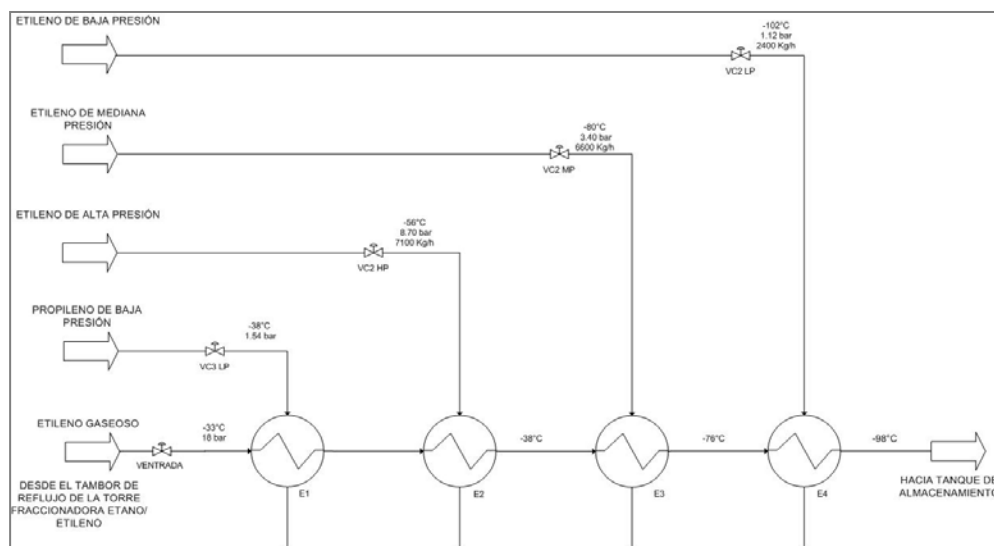 ETILENO DE BAJA PRESIÓN
-102°C
1.12 bar
2400 Kg/h
VC2 LP
ETILENO DE MEDIANA
PRESIÓN
-80°C
3.40 bar
6600 Kg/h
VC2 MP
ETILENO DE ALTA PRESIÓN
-56°C
8.70 bar
7100 Kg/h
VC2 HP
PROPILENO DE BAJA
PRESIÓN
-38°C
1.54 bar
VC3 LP
ETILENO GASEOSO
-33°C
18 bar
VENTRADA
E1
E2
-38°C
E3
-76°C
E4
-98°C
DESDE EL TAMBOR DE
REFLUJO DE LA TORRE
FRACCIONADORA ETANO/
ETILENO
HACIA TANQUE DE
ALMACENAMIENTO